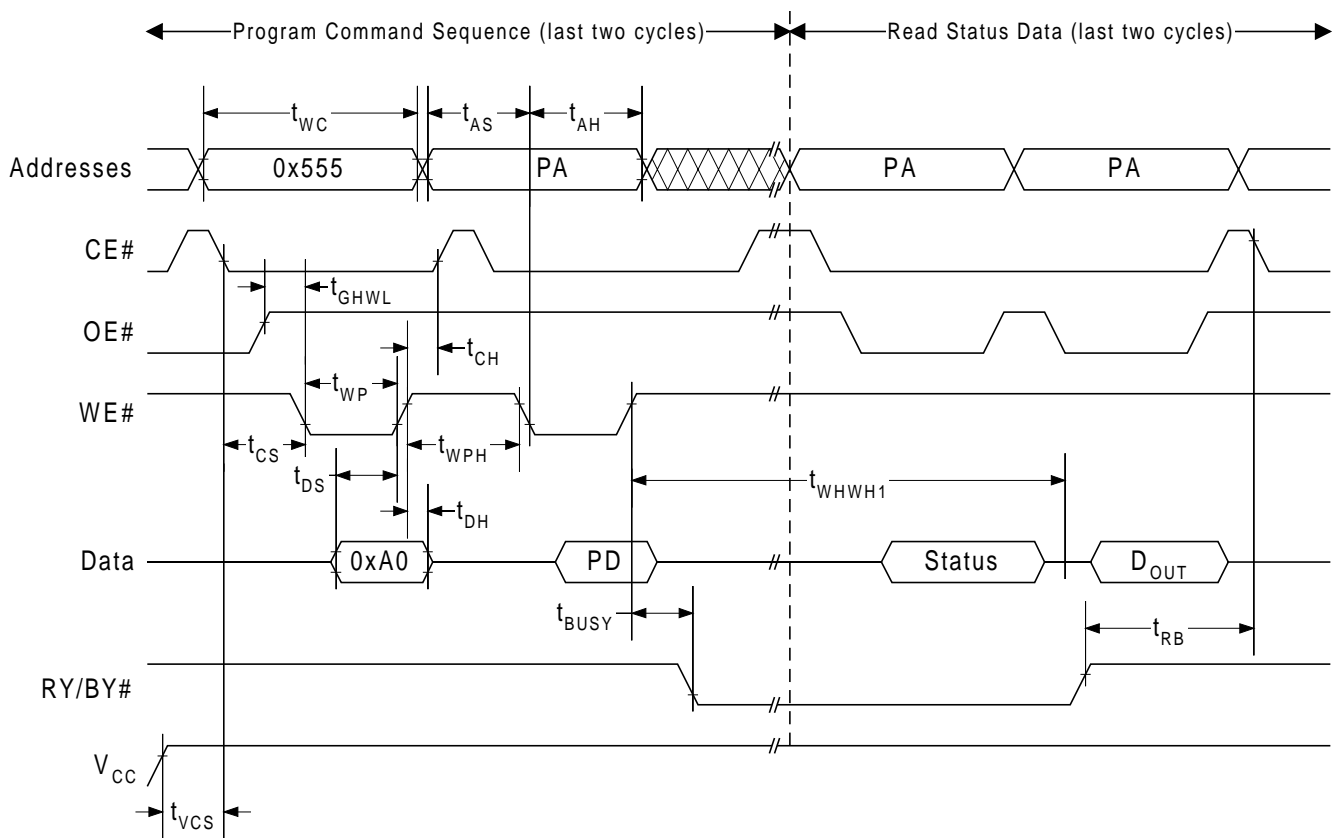 Program Command Sequence (last two cycles) Read Status Data (last two cycles)
tWC tAS tAH
Addresses 0x555 PA PA PA
CE#
tGHWL
OE#
tCH
tWP
WE#
tCS tWPH
tDS tWHWH1
tDH
Data 0xA0 PD Status DOUT
tBUSY tRB
RY/BY#
VCC
tVCS